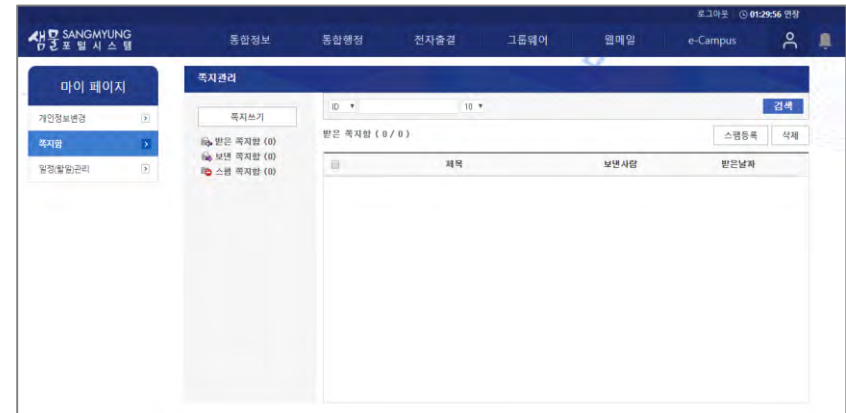 로그아웃 01:29:56 연장
샘물 SANGMYUNG
포털시스템
통합정보 통합행정 전자출결 그룹웨어 웹메일 e-Campus
마이 페이지
개인정보변경
쪽지함
일정(할일)관리
쪽지관리
쪽지쓰기
받은 쪽지함 (0)
보낸 쪽지함 (0)
스팸 쪽지함 (0)
ID 10 검색
받은 쪽지함 ( 0 / 0 ) 스팸등록 삭제
제목 보낸사람 받은날짜